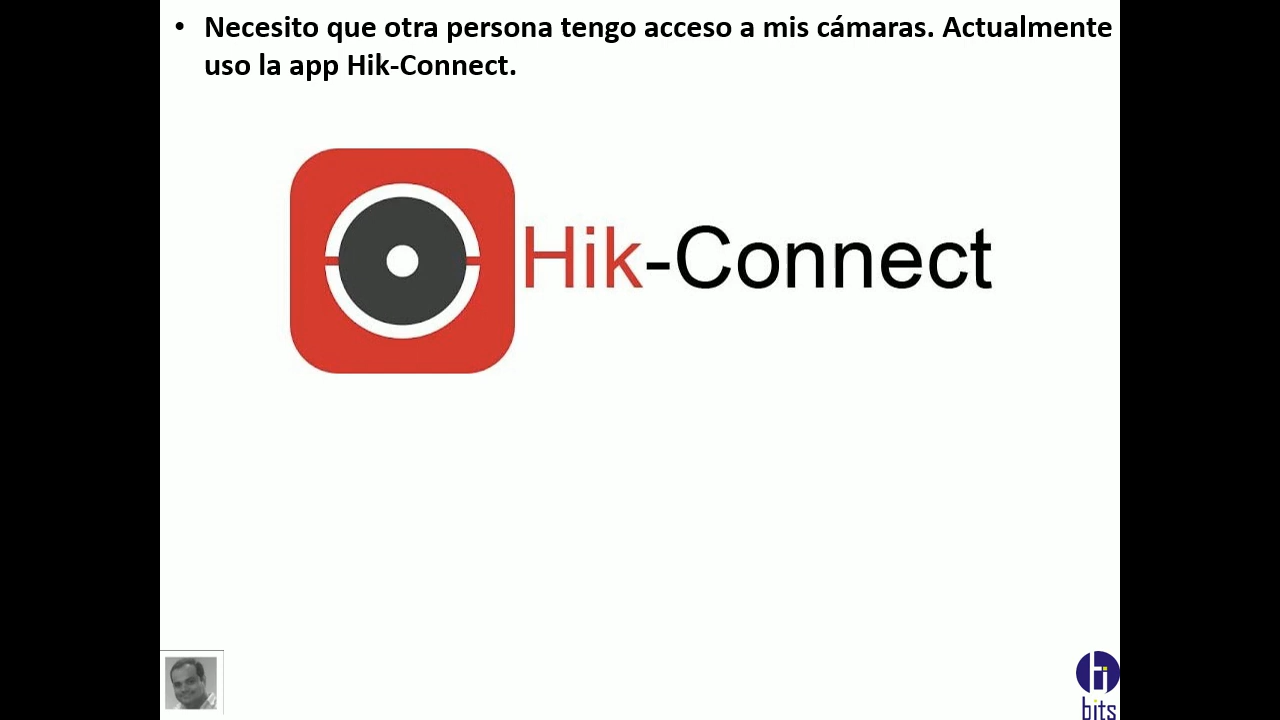 • Necesito que otra persona tengo acceso a mis cámaras. Actualmente
uso la app Hik-Connect.
Hik-Connect
bits